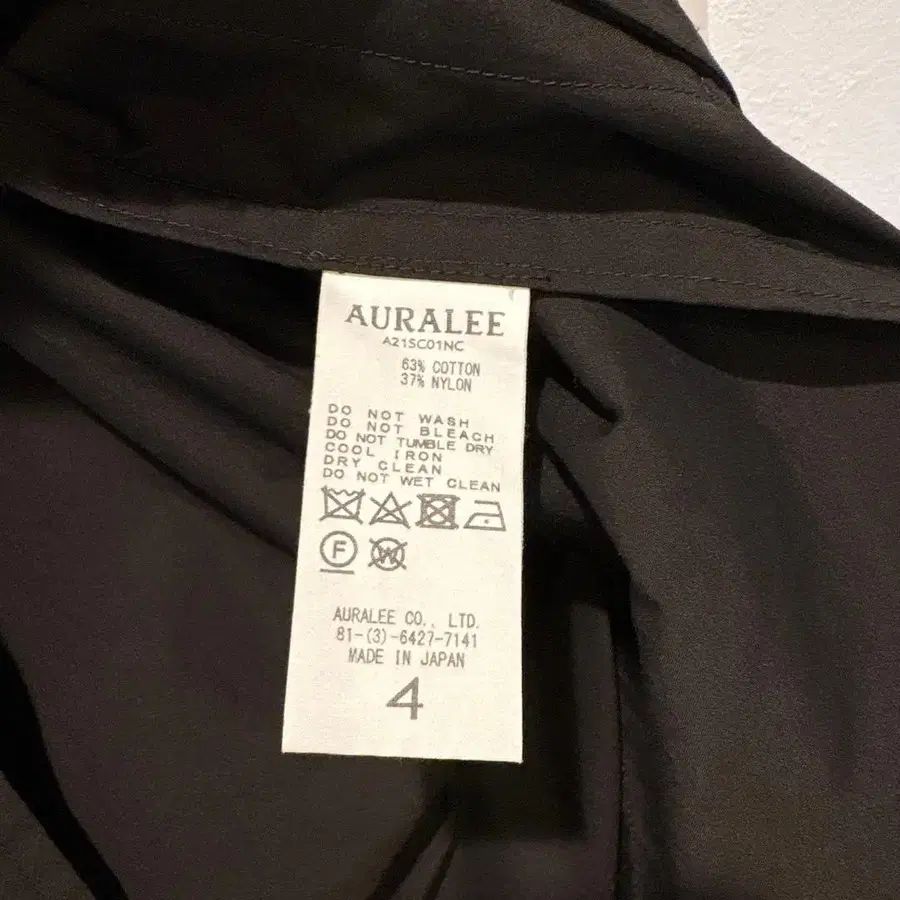 AURALEE
A21SC01NC
63% COTTON
37% NYLON
DO NOT WASH
DO NOT BLEACH
DO NOT TUMBLE DRY
COOL IRON
DRY CLEAN
DO NOT WET CLEAN
F W
AURALEE CO., LTD.
81-(3)-6427-7141
MADE IN JAPAN
4